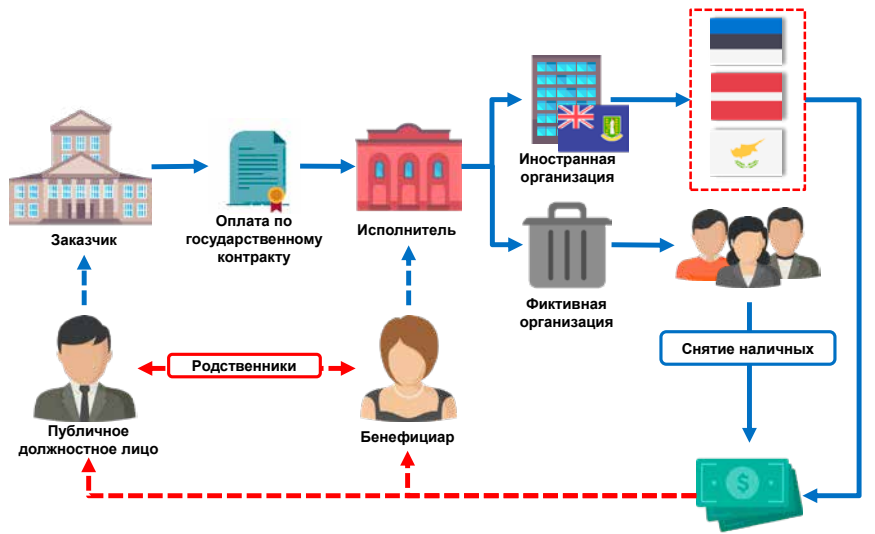 Заказчик
Оплата по
государственному
контракту
Исполнитель
Иностранная
организация
Фиктивная
организация
Снятие наличных
Родственники
Публичное
должностное лицо
Бенефициар
$